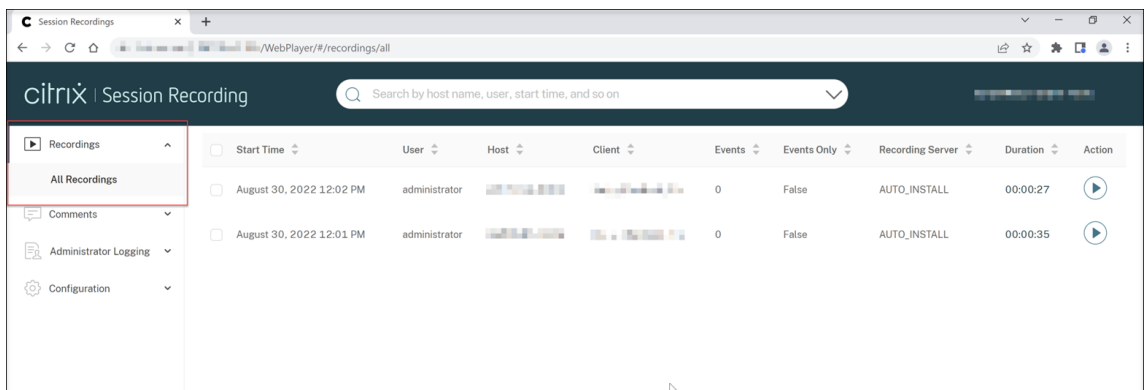 Session Recordings
/WebPlayer/#/recordings/all
citrix | Session Recording
Search by host name, user, start time, and so on
Recordings
All Recordings
Comments
Administrator Logging
Configuration
Start Time User Host Client Events Events Only Recording Server Duration Action
August 30, 2022 12:02 PM administrator 0 False AUTO_INSTALL 00:00:27
August 30, 2022 12:01 PM administrator 0 False AUTO_INSTALL 00:00:35